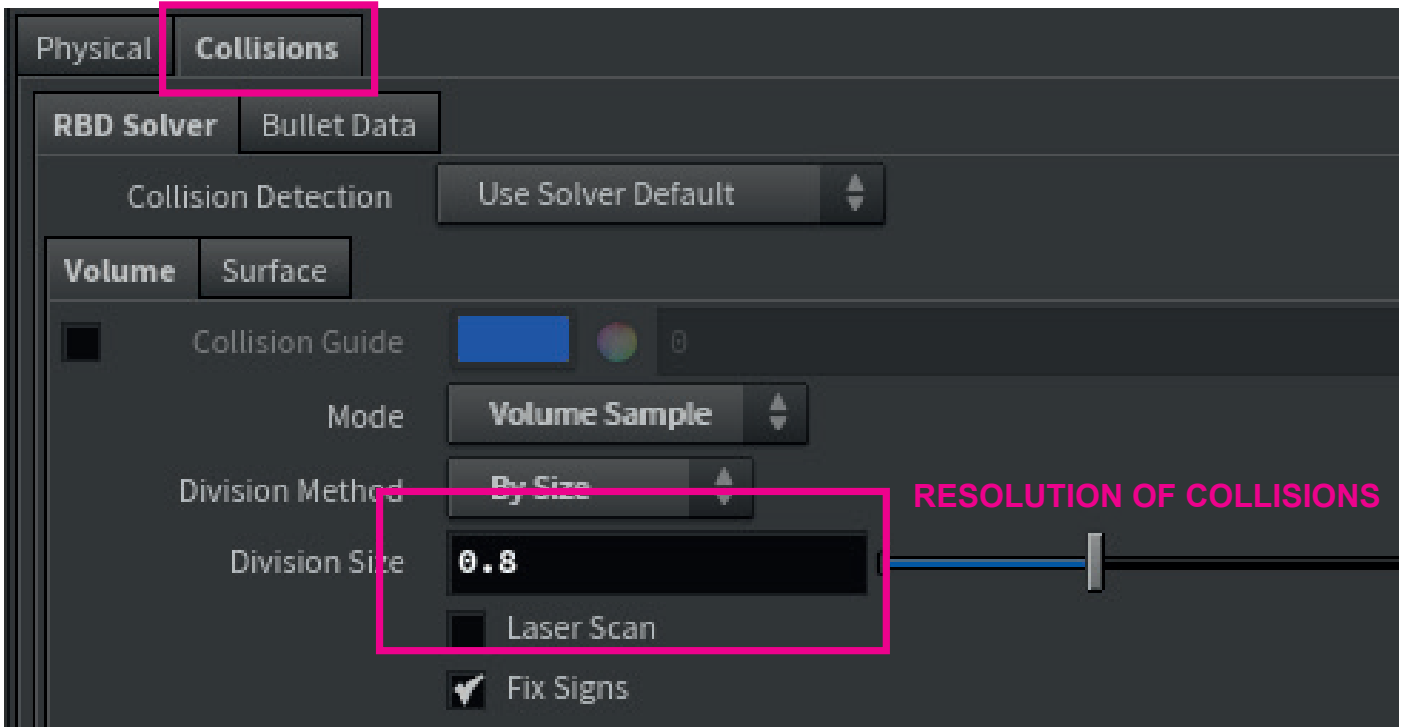 Physical Collisions
RBD Solver Bullet Data
Collision Detection Use Solver Default
Volume Surface
Collision Guide 0
Mode Volume Sample
Division Method By Size RESOLUTION OF COLLISIONS
Division Size 0.8
Laser Scan
Fix Signs